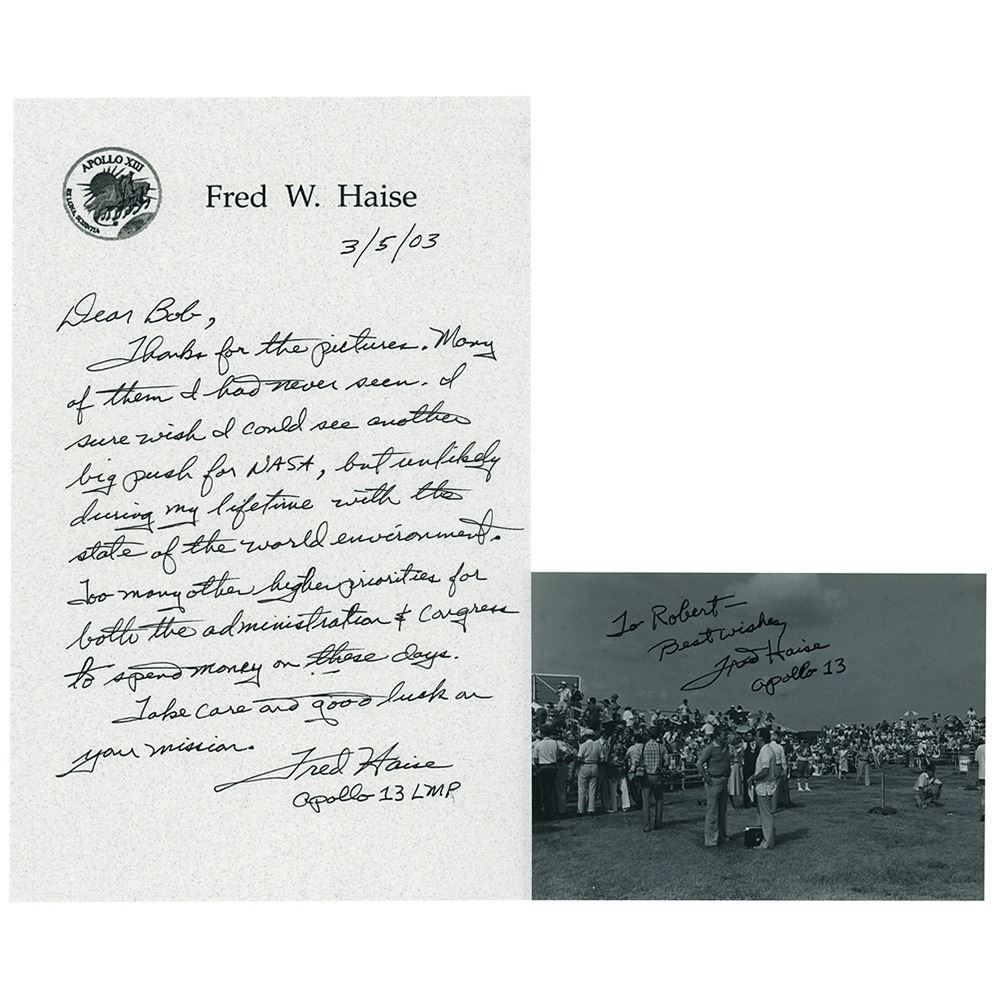 APOLLO XIII
EX LUNA, SCIENTIA
Fred W. Haise
3/5/03
Dear Bob,
Thanks for the pictures. Many
of them I had never seen. I
sure wish I could see another
big push for NASA, but unlikely
during my lifetime with the
state of the world environment.
Too many other higher priorities for
both the administration & Congress
to spend money on these days.
Take care and good luck on
your mission.
Fred Haise
Apollo 13 LMP
To Robert—
Best wishes,
Fred Haise
Apollo 13